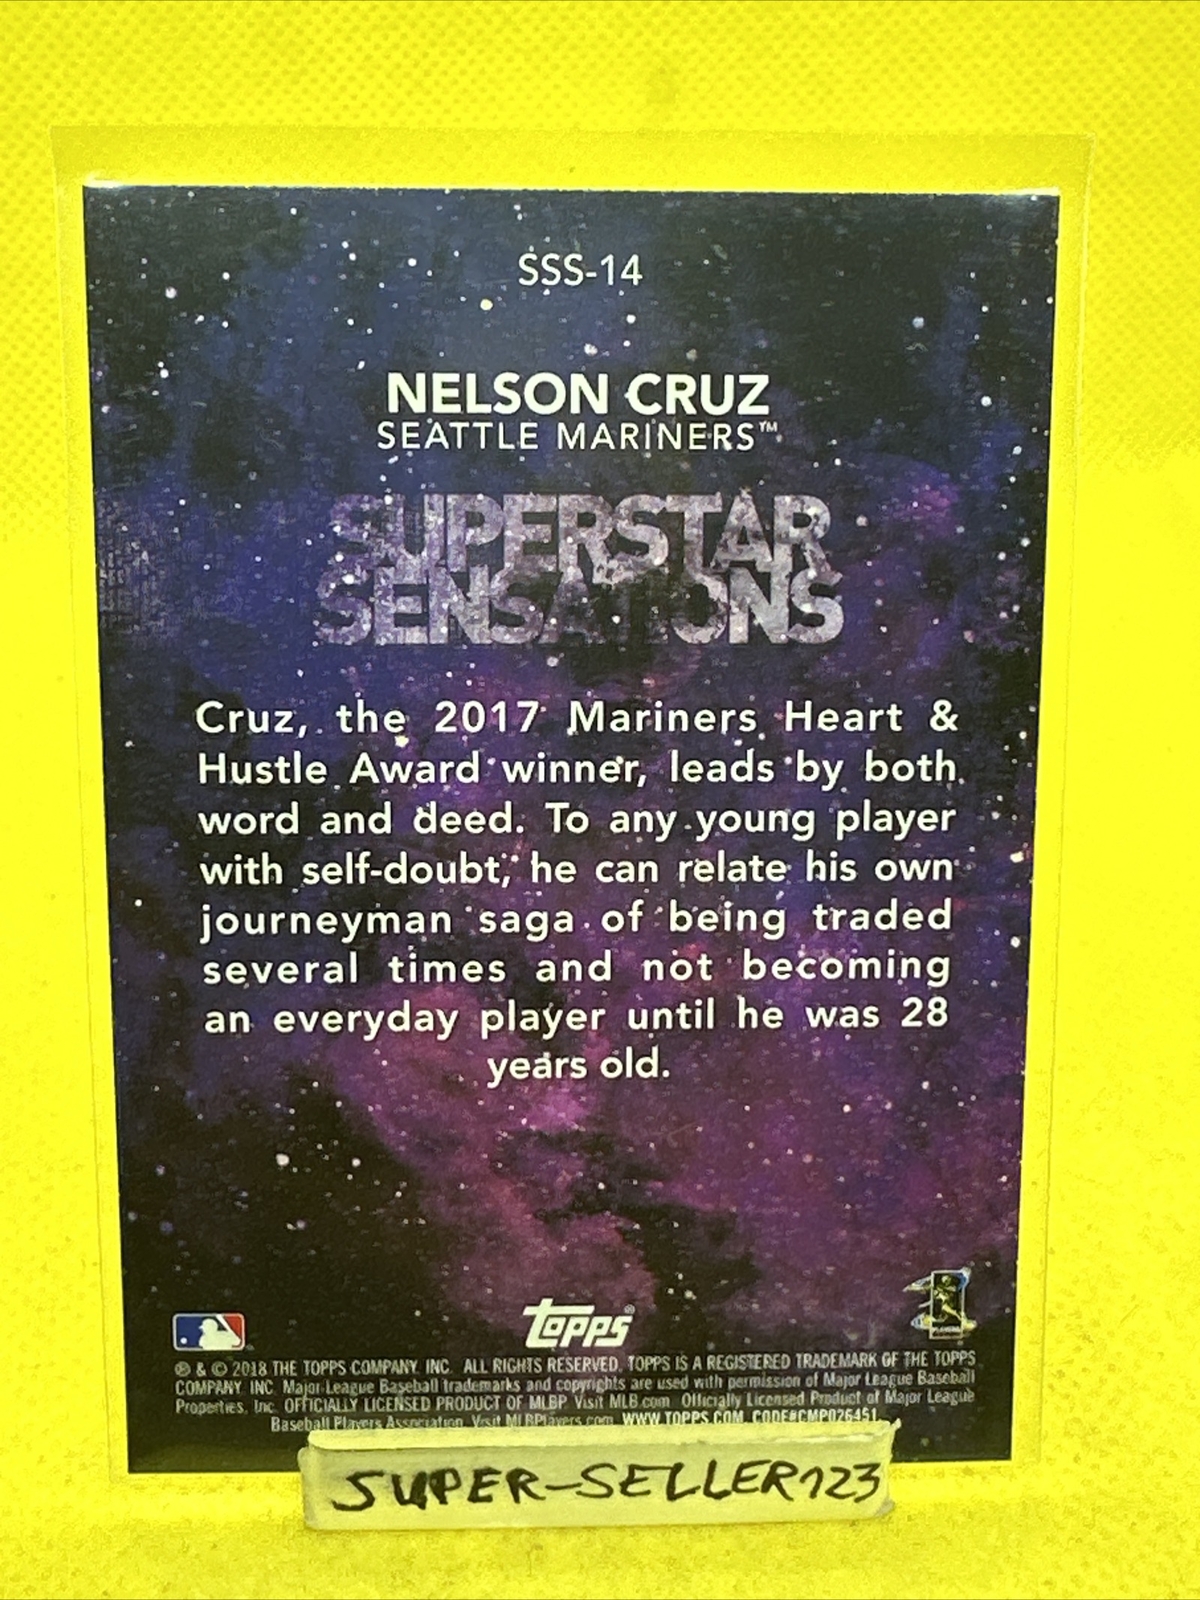 SSS-14
NELSON CRUZ
SEATTLE MARINERS™
SUPERSTAR
SENSATIONS
Cruz, the 2017 Mariners Heart &
Hustle Award winner, leads by both
word and deed. To any young player
with self-doubt, he can relate his own
journeyman saga of being traded
several times and not becoming
an everyday player until he was 28
years old.
topps®
℗ & © 2018 THE TOPPS COMPANY, INC. ALL RIGHTS RESERVED. TOPPS IS A REGISTERED TRADEMARK OF THE TOPPS
COMPANY, INC. Major League Baseball trademarks and copyrights are used with permission of Major League Baseball
Properties, Inc. OFFICIALLY LICENSED PRODUCT OF MLBP. Visit MLB.com. Officially Licensed Product of Major League
Baseball Players Association. Visit MLBPlayers.com. WWW.TOPPS.COM. CODE#CMP026451
SUPER-SELLER123